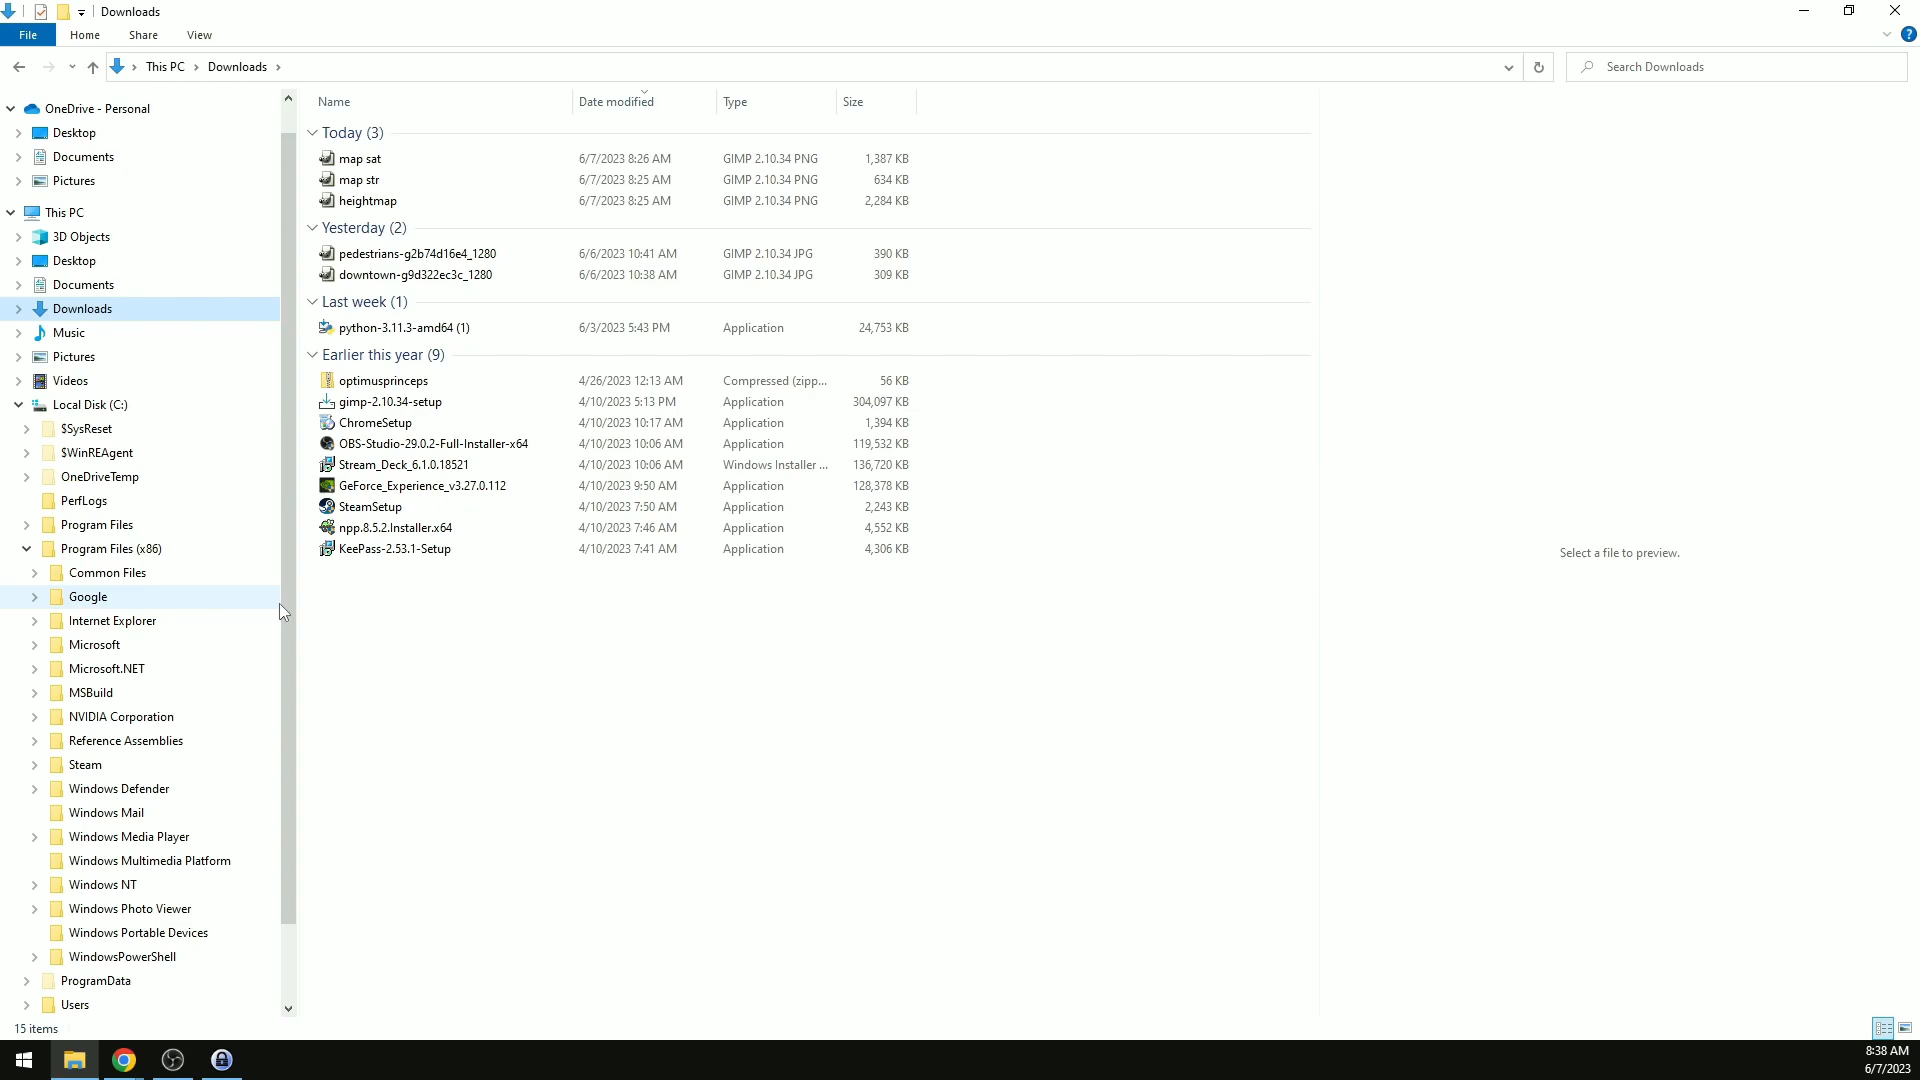 Downloads
File Home Share View
This PC Downloads
Search Downloads
OneDrive - Personal
Desktop
Documents
Pictures
This PC
3D Objects
Desktop
Documents
Downloads
Music
Pictures
Videos
Local Disk (C:)
$SysReset
$WinREAgent
OneDriveTemp
PerfLogs
Program Files
Program Files (x86)
Common Files
Google
Internet Explorer
Microsoft
Microsoft.NET
MSBuild
NVIDIA Corporation
Reference Assemblies
Steam
Windows Defender
Windows Mail
Windows Media Player
Windows Multimedia Platform
Windows NT
Windows Photo Viewer
Windows Portable Devices
WindowsPowerShell
ProgramData
Users
Name Date modified Type Size
Today (3)
map sat 6/7/2023 8:26 AM GIMP 2.10.34 PNG 1,387 KB
map str 6/7/2023 8:25 AM GIMP 2.10.34 PNG 634 KB
heightmap 6/7/2023 8:25 AM GIMP 2.10.34 PNG 2,284 KB
Yesterday (2)
pedestrians-g2b74d16e4_1280 6/6/2023 10:41 AM GIMP 2.10.34 JPG 390 KB
downtown-g9d322ec3c_1280 6/6/2023 10:38 AM GIMP 2.10.34 JPG 309 KB
Last week (1)
python-3.11.3-amd64 (1) 6/3/2023 5:43 PM Application 24,753 KB
Earlier this year (9)
optimusprinceps 4/26/2023 12:13 AM Compressed (zipp... 56 KB
gimp-2.10.34-setup 4/10/2023 5:13 PM Application 304,097 KB
ChromeSetup 4/10/2023 10:17 AM Application 1,394 KB
OBS-Studio-29.0.2-Full-Installer-x64 4/10/2023 10:06 AM Application 119,532 KB
Stream_Deck_6.1.0.18521 4/10/2023 10:06 AM Windows Installer ... 136,720 KB
GeForce_Experience_v3.27.0.112 4/10/2023 9:50 AM Application 128,378 KB
SteamSetup 4/10/2023 7:50 AM Application 2,243 KB
npp.8.5.2.Installer.x64 4/10/2023 7:46 AM Application 4,552 KB
KeePass-2.53.1-Setup 4/10/2023 7:41 AM Application 4,306 KB
Select a file to preview.
15 items
8:38 AM
6/7/2023